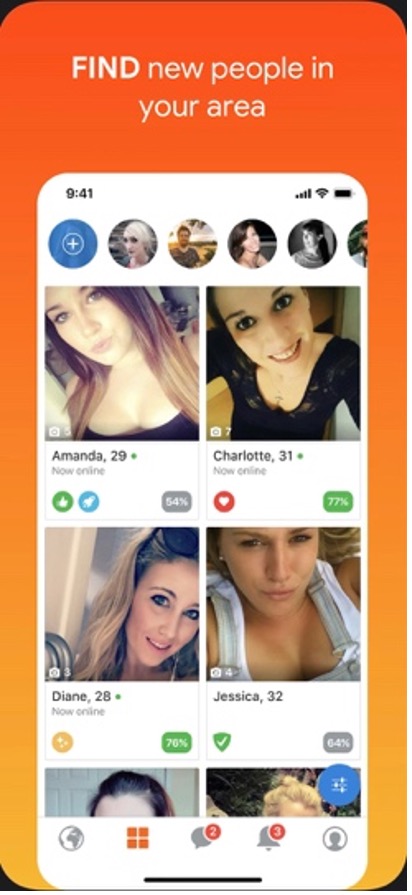 FIND new people in
your area
9:41
5
7
Amanda, 29
Charlotte, 31
Now online
Now online
54%
77%
3
4
Diane, 28
Jessica, 32
Now online
76%
64%
2
3